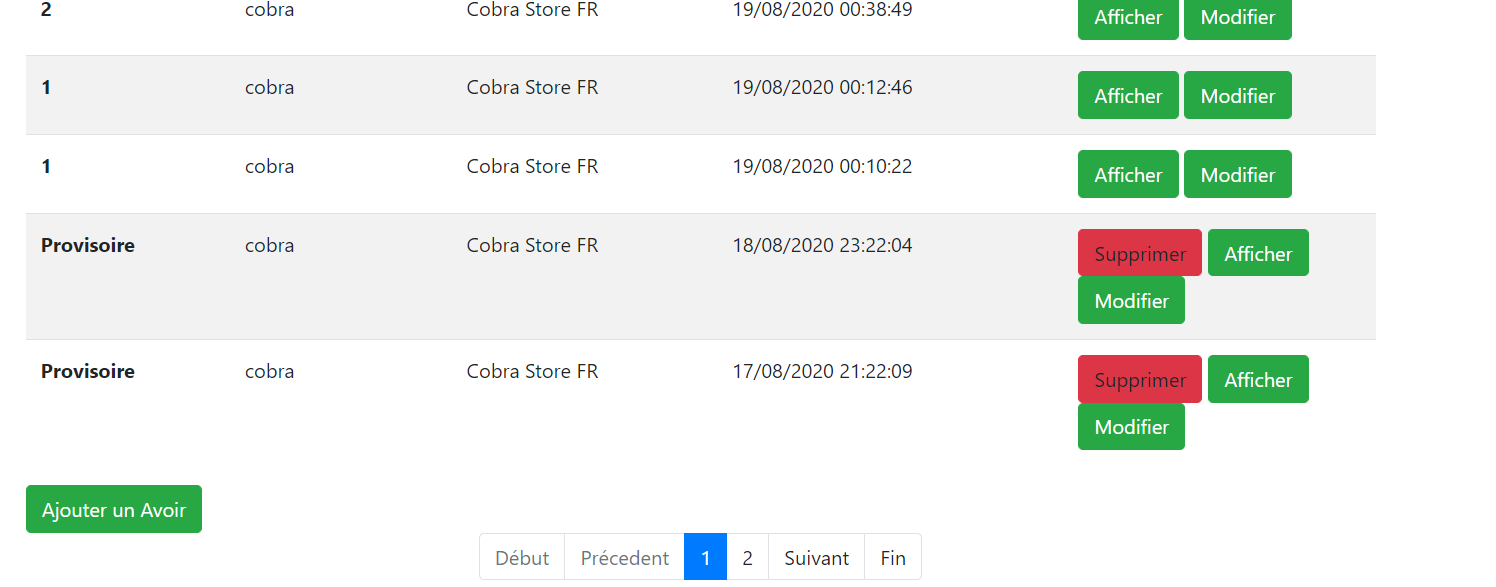 2 cobra Cobra Store FR 19/08/2020 00:38:49 Afficher Modifier
1 cobra Cobra Store FR 19/08/2020 00:12:46 Afficher Modifier
1 cobra Cobra Store FR 19/08/2020 00:10:22 Afficher Modifier
Provisoire cobra Cobra Store FR 18/08/2020 23:22:04 Supprimer Afficher
Modifier
Provisoire cobra Cobra Store FR 17/08/2020 21:22:09 Supprimer Afficher
Modifier
Ajouter un Avoir
Début Précedent 1 2 Suivant Fin